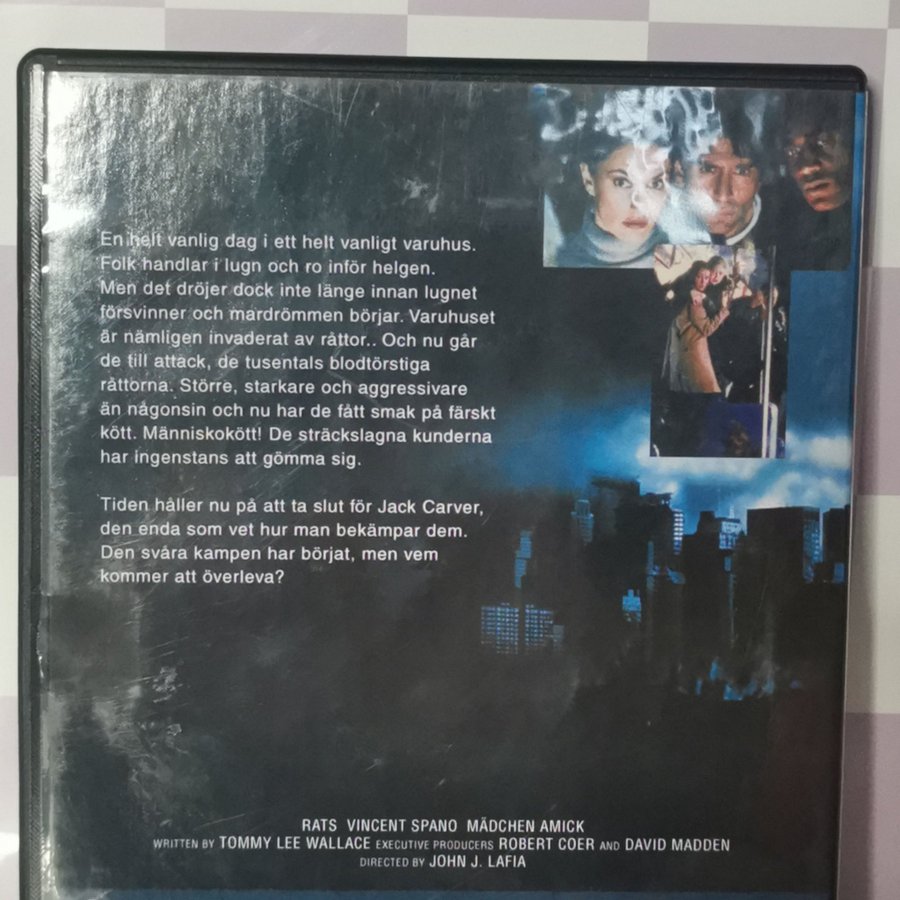 En helt vanlig dag i ett helt vanligt varuhus.
Folk handlar i lugn och ro inför helgen.
Men det dröjer dock inte länge innan lugnet
försvinner och mardrömmen börjar. Varuhuset
är nämligen invaderat av råttor.. Och nu går
de till attack, de tusentals blodtörstiga
råttorna. Större, starkare och aggressivare
än någonsin och nu har de fått smak på färskt
kött. Människokött! De sträckslagna kunderna
har ingenstans att gömma sig.
Tiden håller nu på att ta slut för Jack Carver,
den enda som vet hur man bekämpar dem.
Den svåra kampen har börjat, men vem
kommer att överleva?
RATS VINCENT SPANO MÄDCHEN AMICK
WRITTEN BY TOMMY LEE WALLACE EXECUTIVE PRODUCERS ROBERT COER AND DAVID MADDEN
DIRECTED BY JOHN J. LAFIA